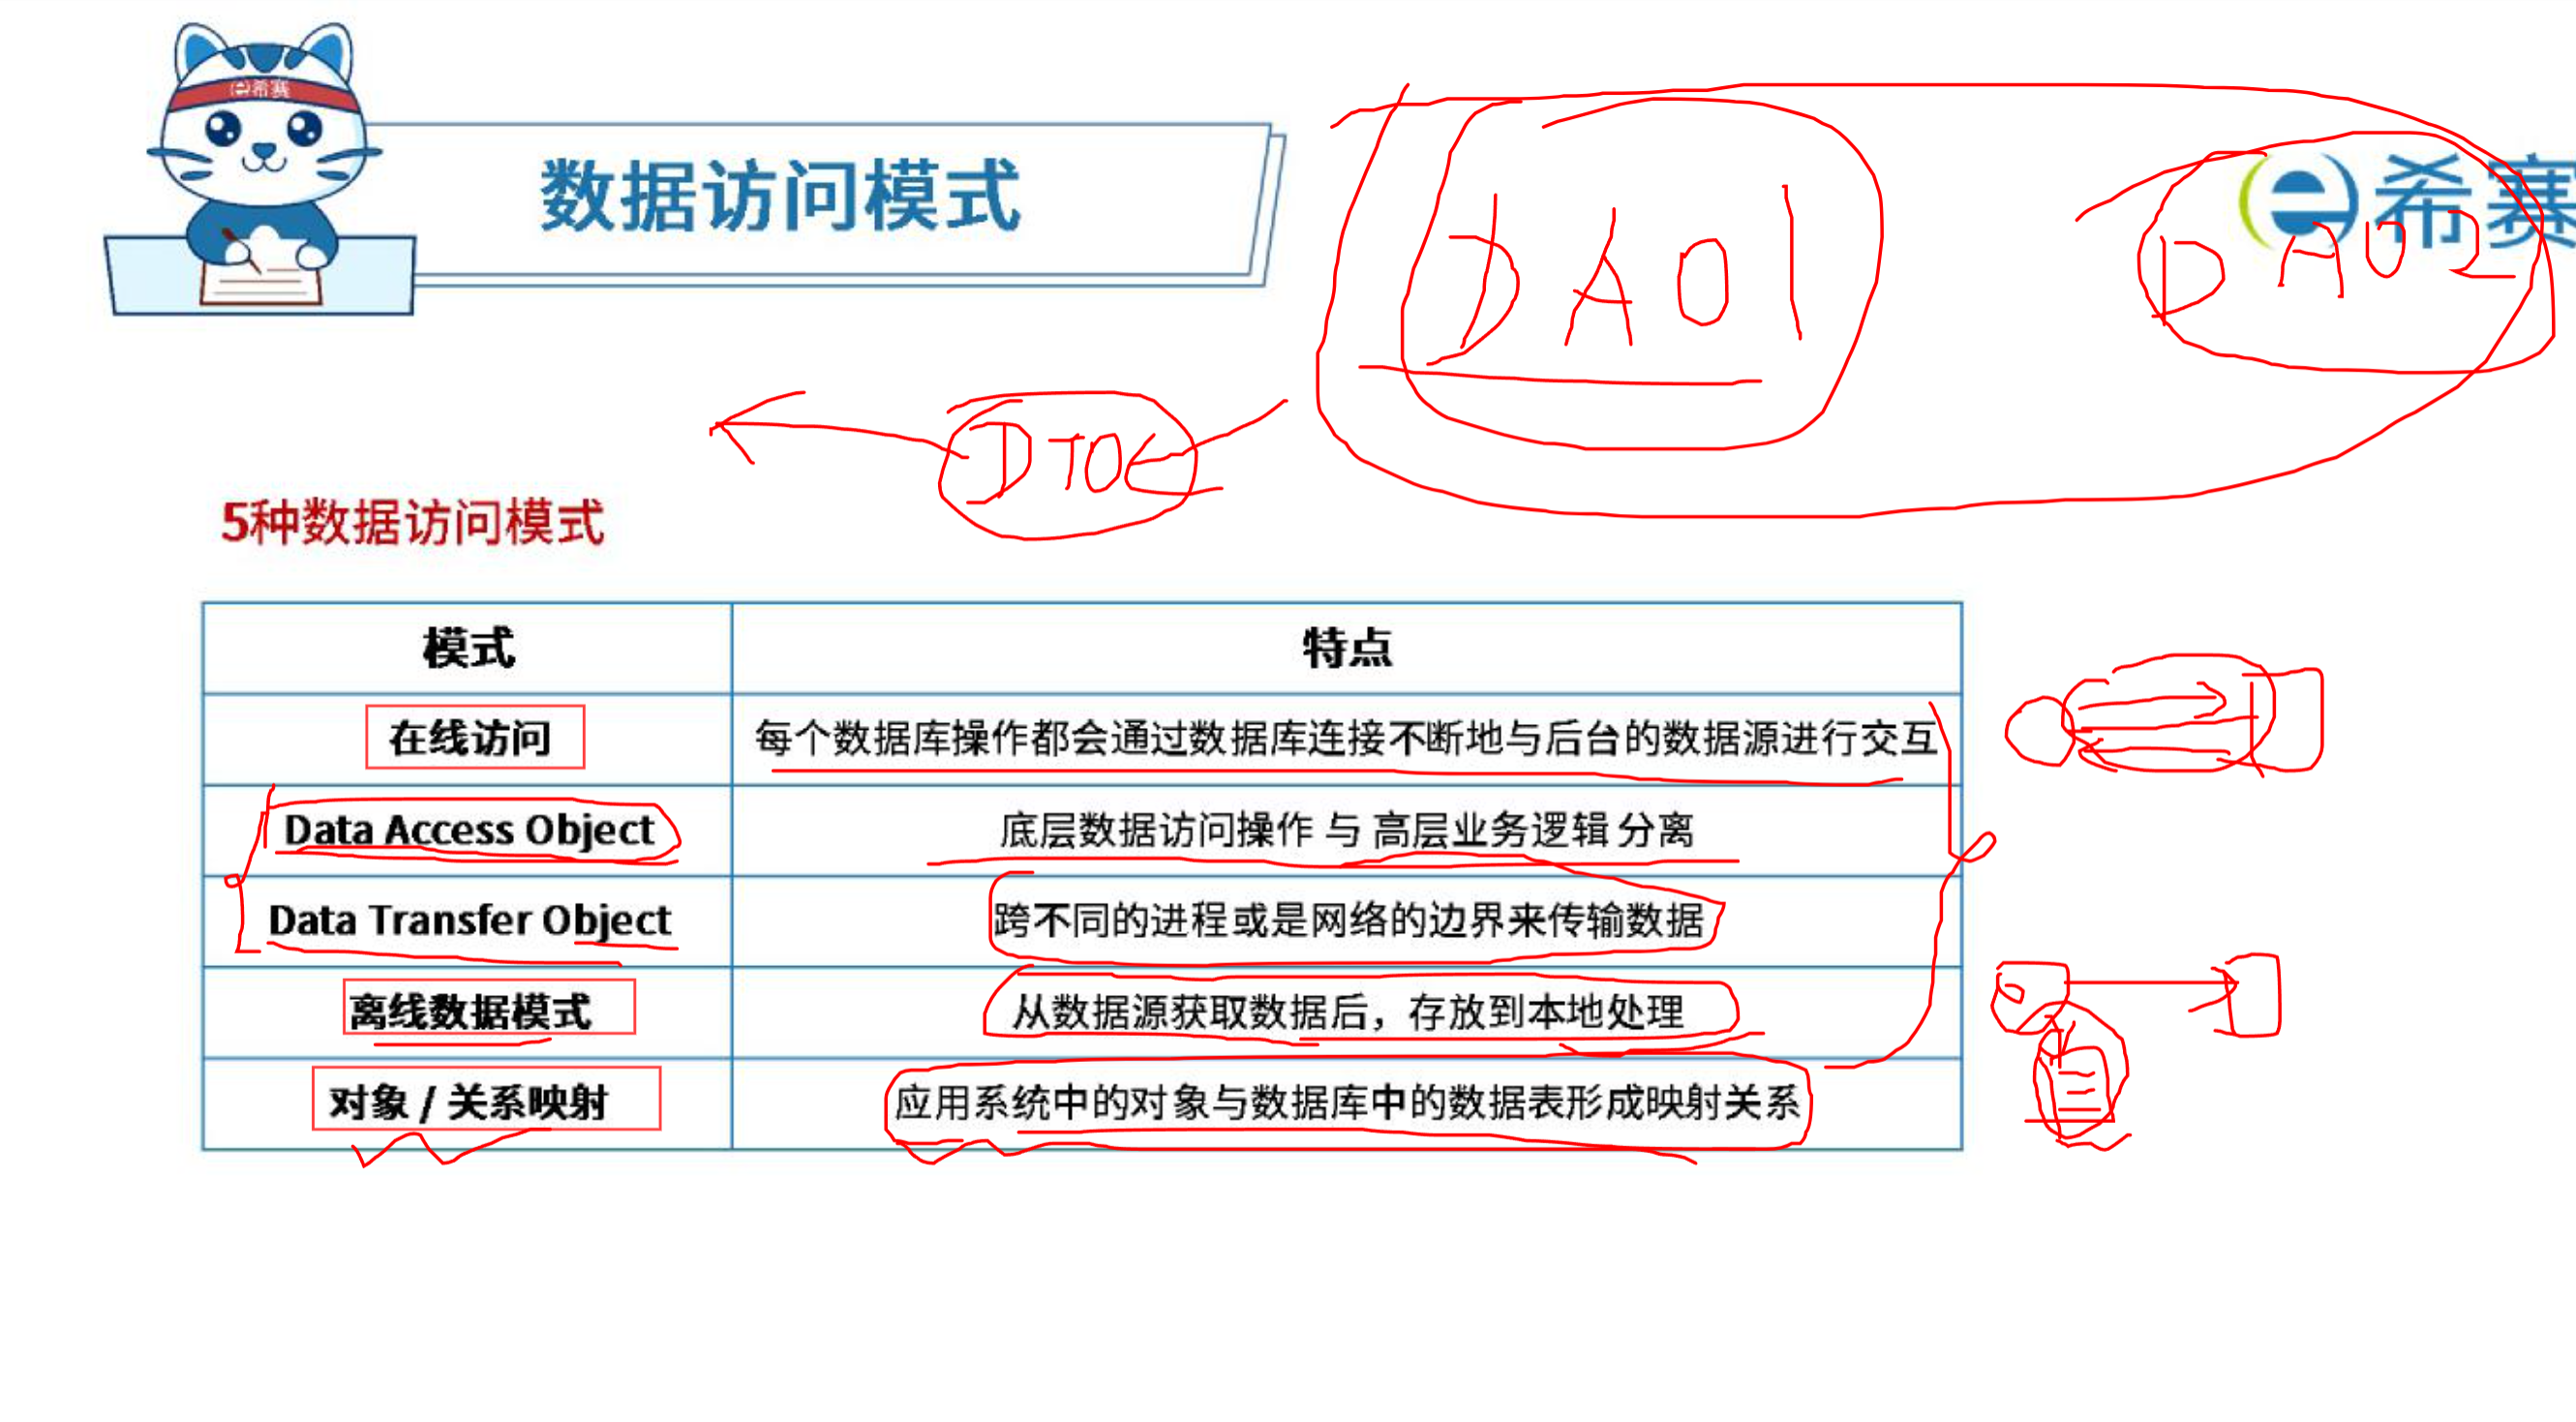 e希赛
数据访问模式
e希赛
DAO1
DAO2
DTO
5种数据访问模式
模式 特点
在线访问 每个数据库操作都会通过数据库连接不断地与后台的数据源进行交互
Data Access Object 底层数据访问操作 与 高层业务逻辑 分离
Data Transfer Object 跨不同的进程或是网络的边界来传输数据
离线数据模式 从数据源获取数据后，存放到本地处理
对象 / 关系映射 应用系统中的对象与数据库中的数据表形成映射关系